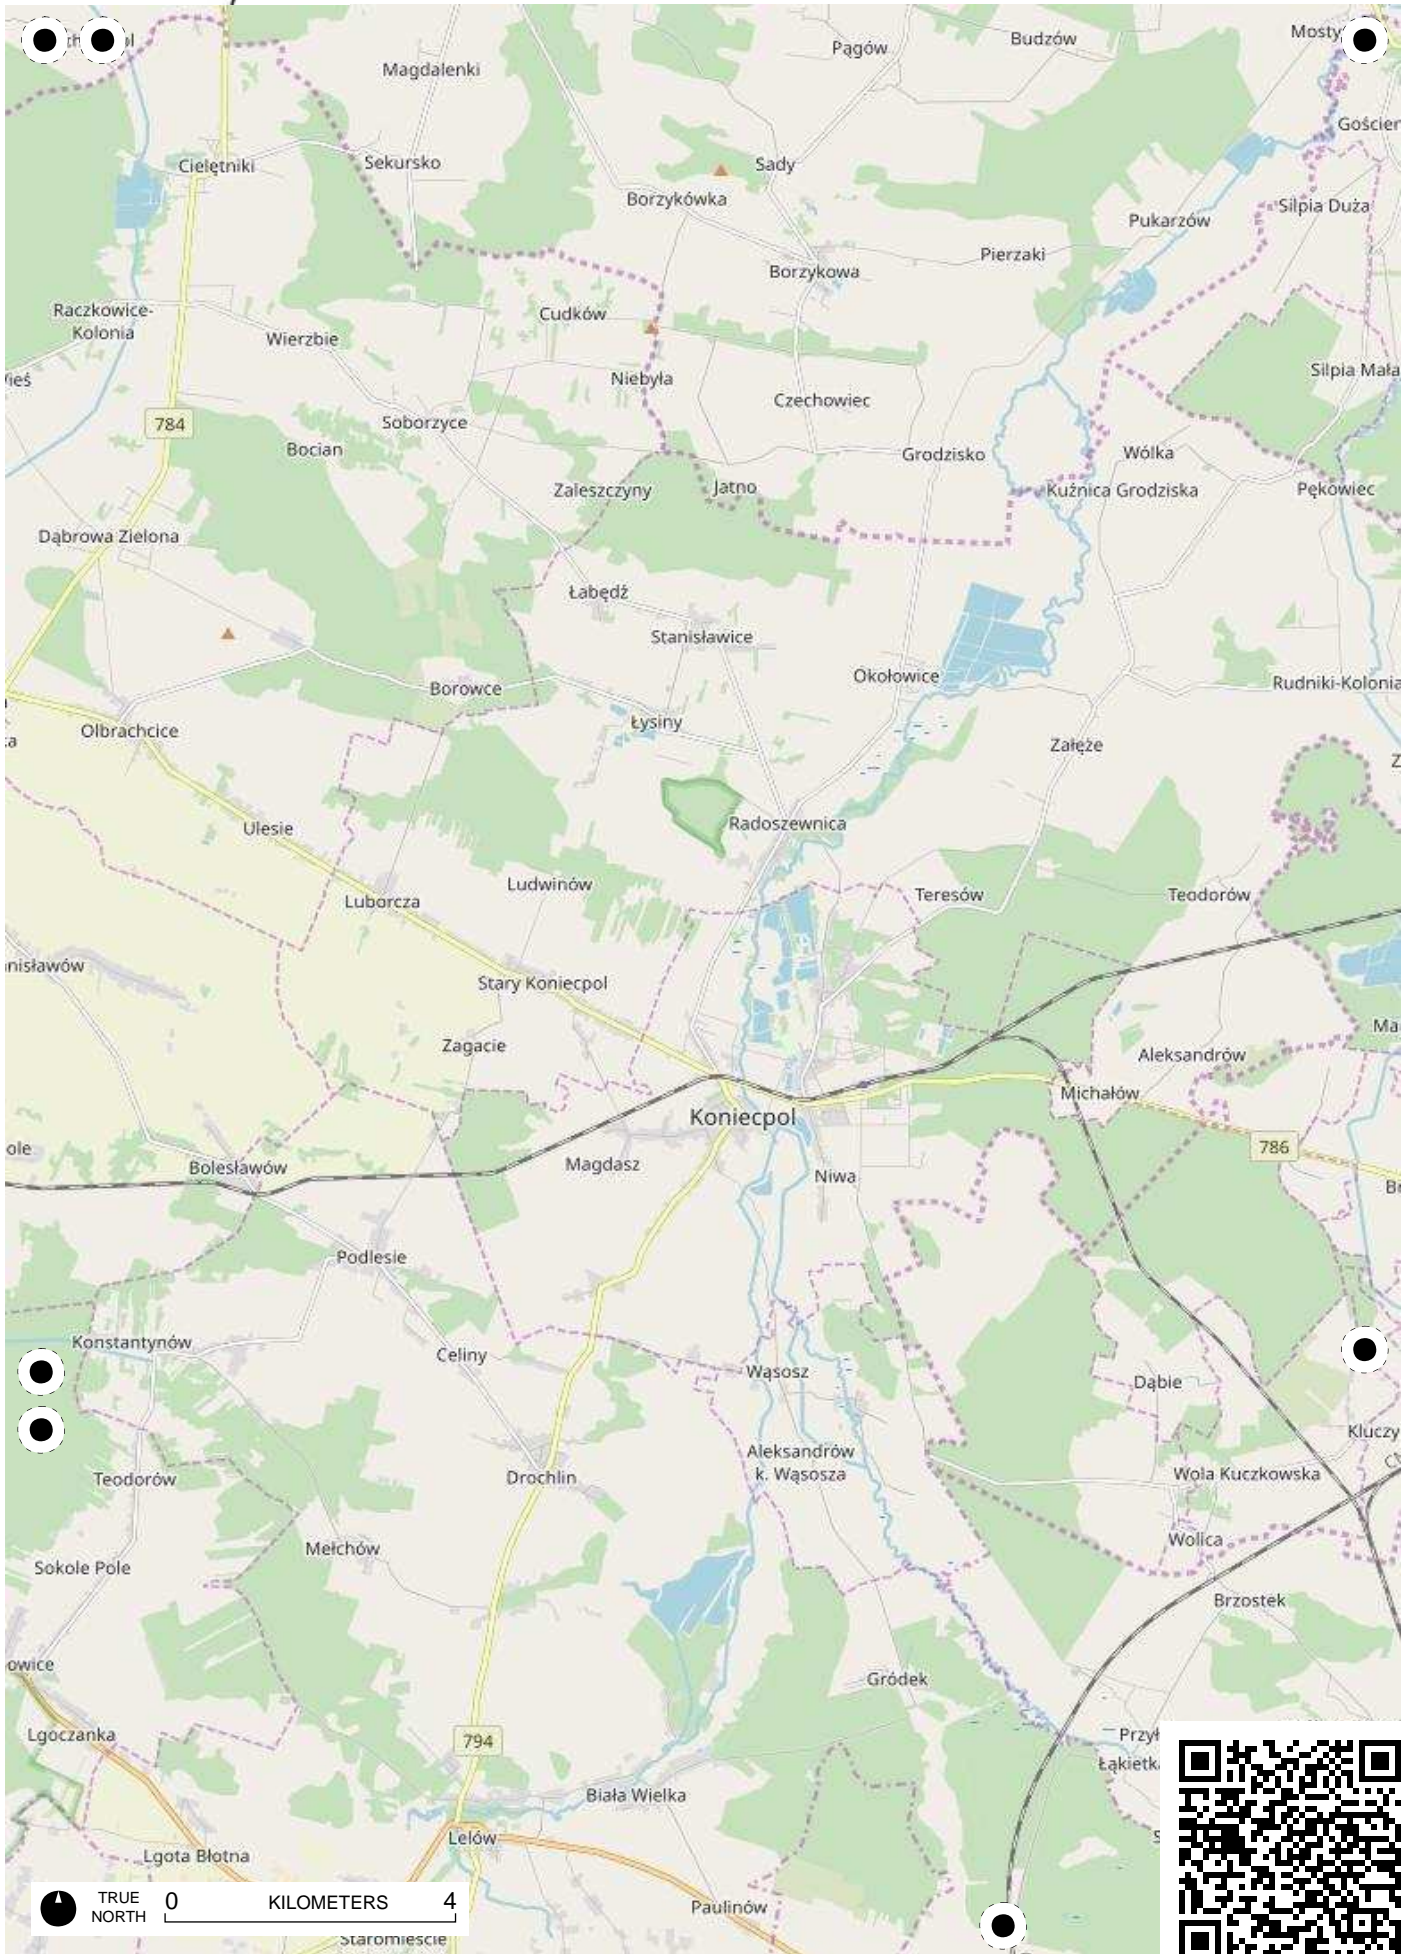 Magdalenki
Pągów
Budzów
Cielętniki
Sekursko
Sady
Borzykówka
Silpia Duża
Pukarzów
Pierzaki
Borzykowa
Raczkowice-
Kolonia
Wierzbie
Cudków
Niebyła
Silpia Mała
784
Soborzyce
Czechowiec
Bocian
Grodzisko
Wólka
Zaleszczyny
Jatno
Kuźnica Grodziska
Pękowiec
Dąbrowa Zielona
Łabędź
Stanisławice
Borowce
Okołowice
Rudniki-Kolonia
Olbrachcice
Łysiny
Załęże
Ulesie
Radoszewnica
Luborcza
Ludwinów
Teresów
Teodorów
Stary Koniecpol
Zagacie
Aleksandrów
Michałów
Koniecpol
786
Bolesławów
Magdasz
Niwa
Podlesie
Konstantynów
Celiny
Wąsosz
Dąbie
Aleksandrów
k. Wąsosza
Teodorów
Drochlin
Wola Kuczkowska
Mełchów
Wolica
Sokole Pole
Brzostek
Gródek
Lgoczanka
794
Biała Wielka
Lelów
Lgota Błotna
Paulinów
TRUE
NORTH
0 KILOMETERS 4
Staromieście